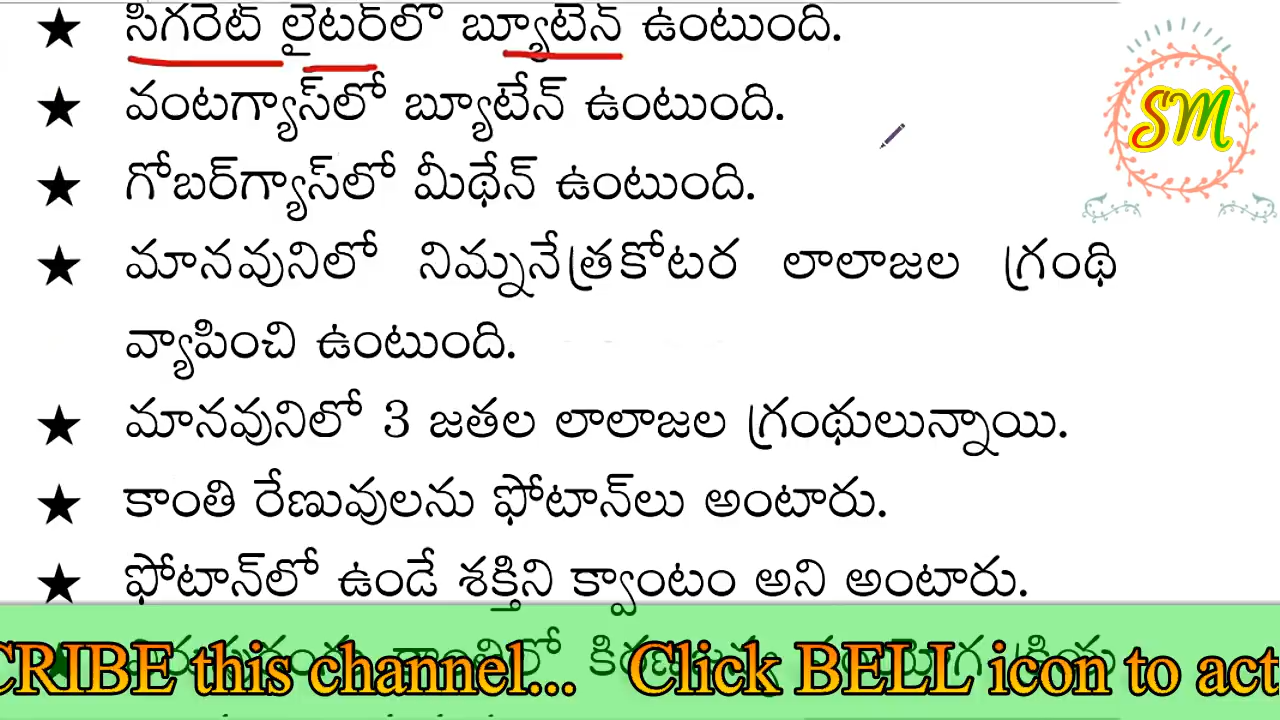 ★ సిగరెట్ లైటర్‌లో బ్యూటేన్ ఉంటుంది.
★ వంటగ్యాస్‌లో బ్యూటేన్ ఉంటుంది.
SM
★ గోబర్‌గ్యాస్‌లో మీథేన్ ఉంటుంది.
★ మానవునిలో నిమ్ననేత్రకోటర లాలాజల గ్రంథి
వ్యాపించి ఉంటుంది.
★ మానవునిలో 3 జతల లాలాజల గ్రంథులున్నాయి.
★ కాంతి రేణువులను ఫోటాన్‌లు అంటారు.
★ ఫోటాన్‌లో ఉండే శక్తిని క్వాంటం అని అంటారు.
CRIBE this channel... Click BELL icon to act